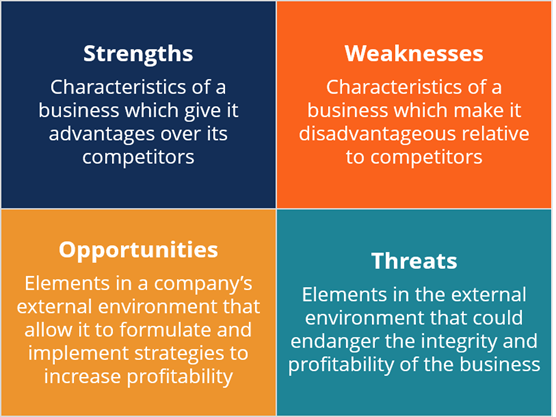 Strengths
Characteristics of a
business which give it
advantages over its
competitors
Weaknesses
Characteristics of a
business which make it
disadvantageous relative
to competitors
Opportunities
Elements in a company’s
external environment that
allow it to formulate and
implement strategies to
increase profitability
Threats
Elements in the external
environment that could
endanger the integrity and
profitability of the business